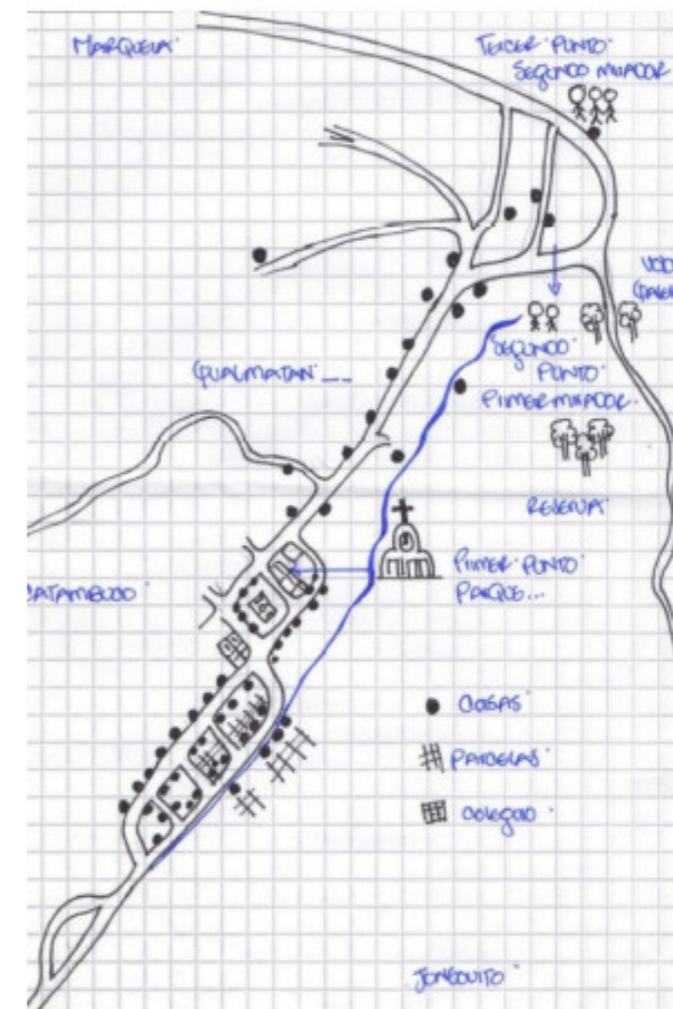 MARQUEZA
TERCER PUNTO
SEGUNDO MIRADOR
GUALMATAN
SEGUNDO
PUNTO
PRIMER MIRADOR.
RESERVA
CATAMBUCO
PRIMER PUNTO
PARQUE...
CASAS
PARCELAS
COLEGIO
JONGOVITO